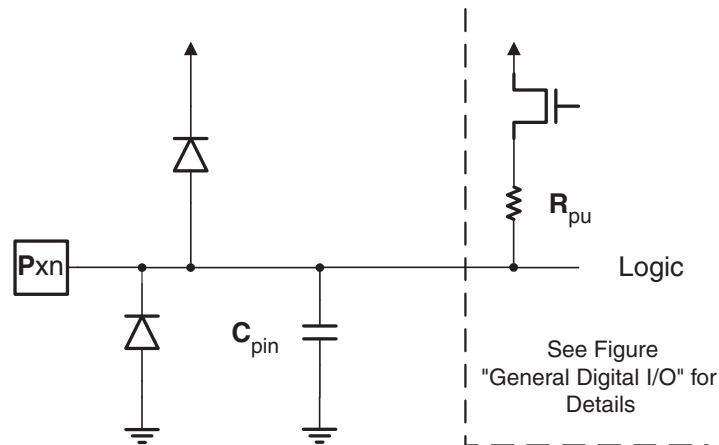 Pxn
Cpin
Rpu
Logic
See Figure
"General Digital I/O" for
Details